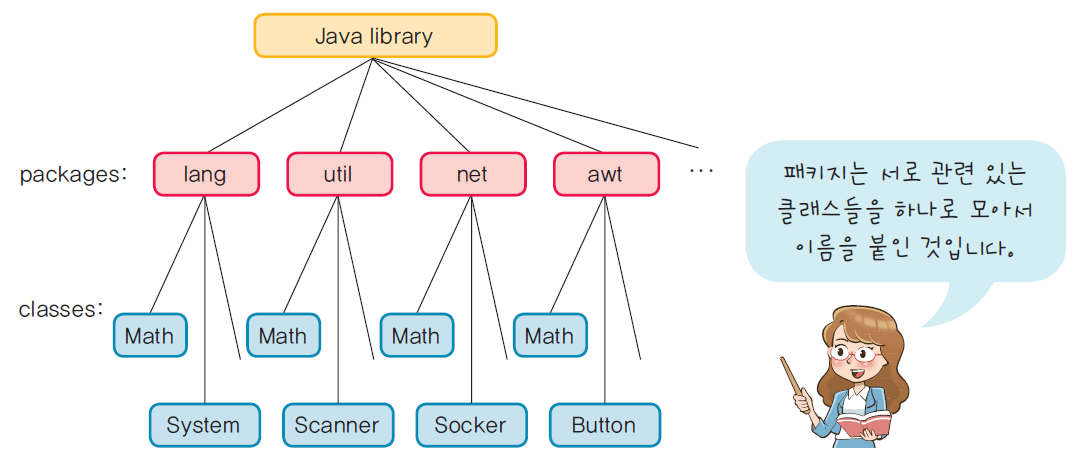 Java library
packages: lang util net awt ...
패키지는 서로 관련 있는
클래스들을 하나로 모아서
이름을 붙인 것입니다.
classes:
Math Math Math Math
System Scanner Socker Button